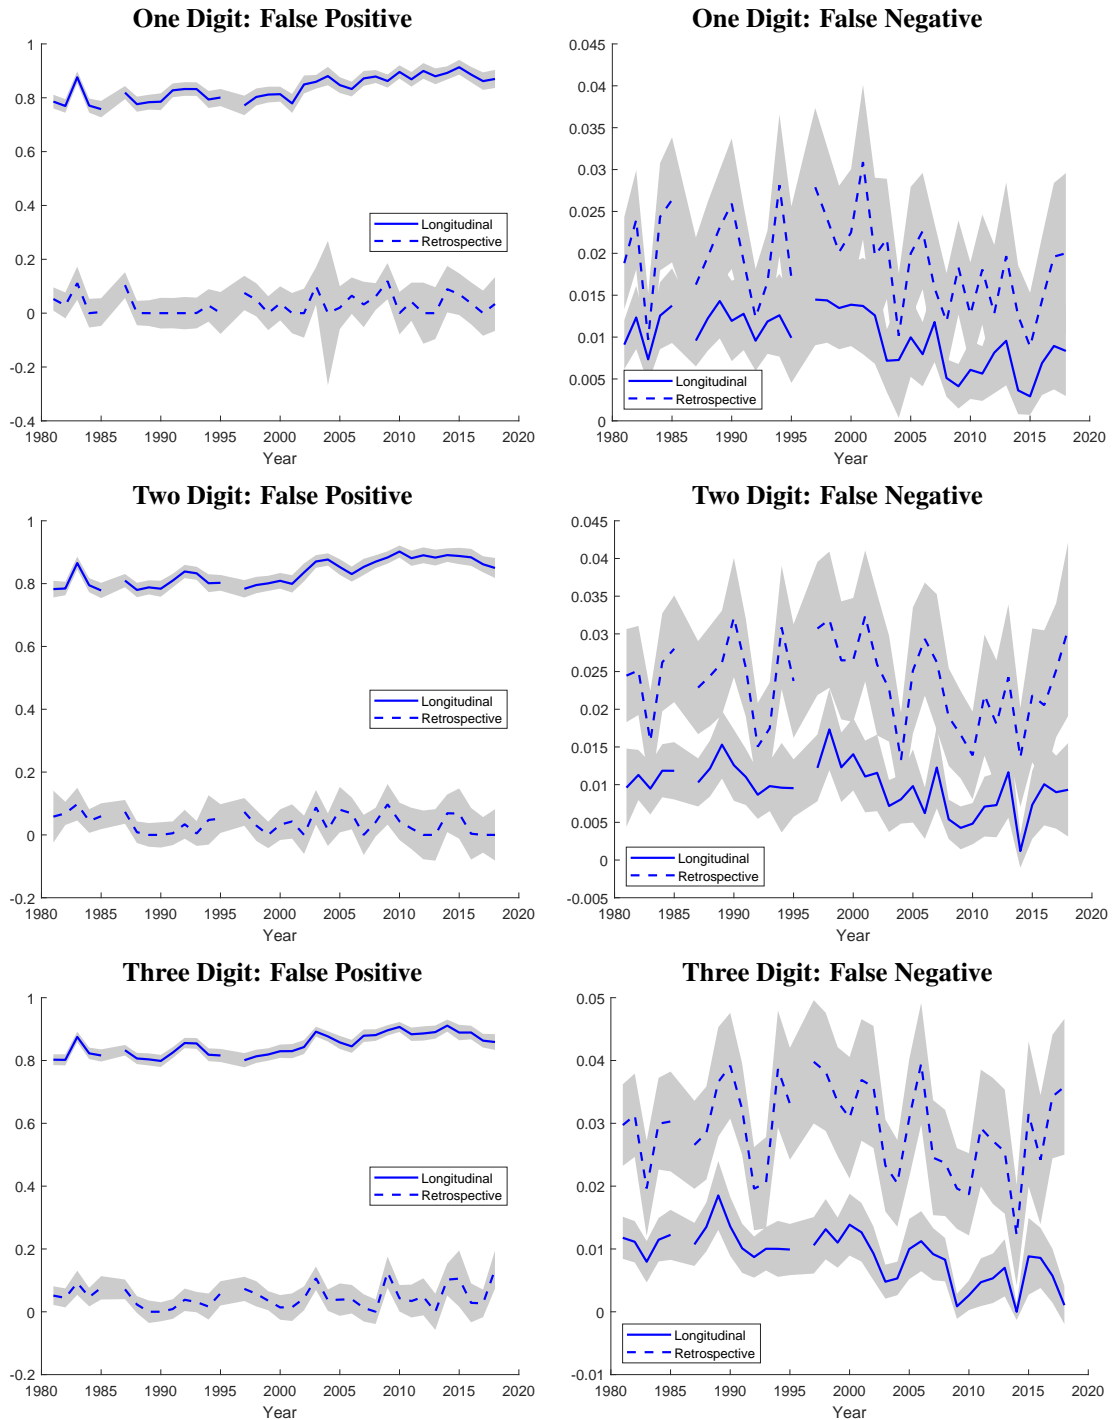 One Digit: False Positive
1
0.8
0.6
0.4
0.2
0
-0.2
-0.4
Longitudinal
Retrospective
1980 1985 1990 1995 2000 2005 2010 2015 2020
Year
One Digit: False Negative
0.045
0.04
0.035
0.03
0.025
0.02
0.015
0.01
0.005
0
Longitudinal
Retrospective
1980 1985 1990 1995 2000 2005 2010 2015 2020
Year
Two Digit: False Positive
1
0.8
0.6
0.4
0.2
0
-0.2
Longitudinal
Retrospective
1980 1985 1990 1995 2000 2005 2010 2015 2020
Year
Two Digit: False Negative
0.045
0.04
0.035
0.03
0.025
0.02
0.015
0.01
0.005
0
-0.005
Longitudinal
Retrospective
1980 1985 1990 1995 2000 2005 2010 2015 2020
Year
Three Digit: False Positive
1
0.8
0.6
0.4
0.2
0
-0.2
Longitudinal
Retrospective
1980 1985 1990 1995 2000 2005 2010 2015 2020
Year
Three Digit: False Negative
0.05
0.04
0.03
0.02
0.01
0
-0.01
Longitudinal
Retrospective
1980 1985 1990 1995 2000 2005 2010 2015 2020
Year